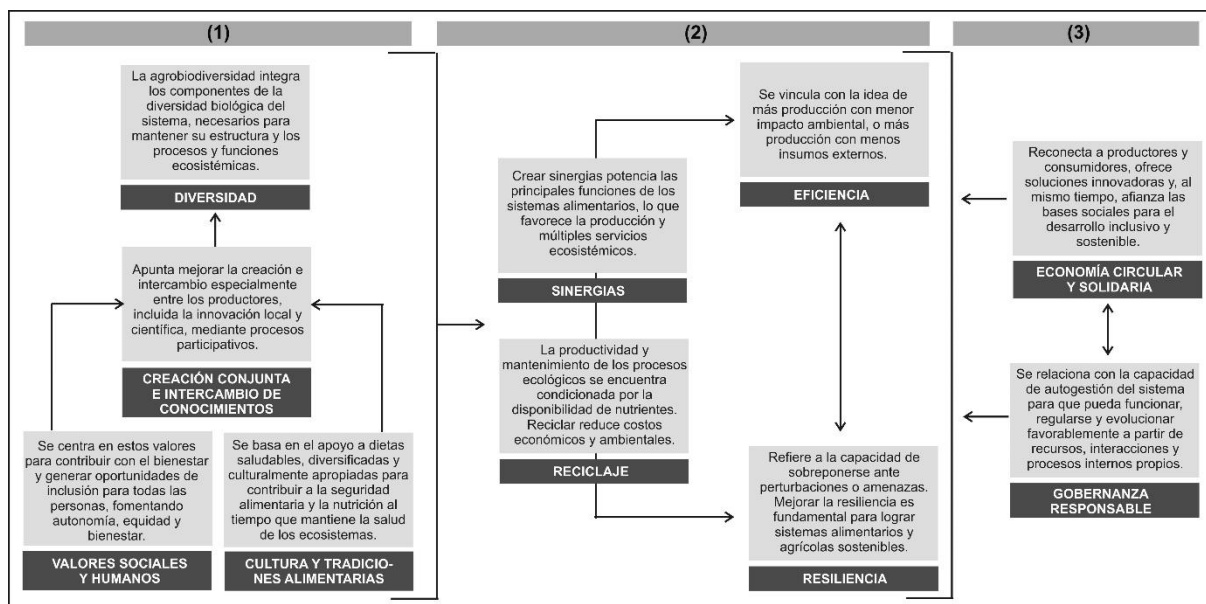 (1)
La agrobiodiversidad integra
los componentes de la
diversidad biológica del
sistema, necesarios para
mantener su estructura y los
procesos y funciones
ecosistémicas.
DIVERSIDAD
Apunta mejorar la creación e
intercambio especialmente
entre los productores,
incluida la innovación local y
científica, mediante procesos
participativos.
CREACIÓN CONJUNTA
E INTERCAMBIO DE
CONOCIMIENTOS
Se centra en estos valores
para contribuir con el bienestar
y generar oportunidades de
inclusión para todas las
personas, fomentando
autonomía, equidad y
bienestar.
VALORES SOCIALES
Y HUMANOS
Se basa en el apoyo a dietas
saludables, diversificadas y
culturalmente apropiadas para
contribuir a la seguridad
alimentaria y la nutrición al
tiempo que mantiene la salud
de los ecosistemas.
CULTURA Y TRADICIO-
NES ALIMENTARIAS
(2)
Crear sinergias potencia las
principales funciones de los
sistemas alimentarios, lo que
favorece la producción y
múltiples servicios
ecosistémicos.
SINERGIAS
La productividad y
mantenimiento de los procesos
ecológicos se encuentra
condicionada por la
disponibilidad de nutrientes.
Reciclar reduce costos
económicos y ambientales.
RECICLAJE
Se vincula con la idea de
más producción con menor
impacto ambiental, o más
producción con menos
insumos externos.
EFICIENCIA
Refiere a la capacidad de
sobreponerse ante
perturbaciones o amenazas.
Mejorar la resiliencia es
fundamental para lograr
sistemas alimentarios y
agrícolas sostenibles.
RESILIENCIA
(3)
Reconecta a productores y
consumidores, ofrece
soluciones innovadoras y, al
mismo tiempo, afianza las
bases sociales para el
desarrollo inclusivo y
sostenible.
ECONOMÍA CIRCULAR
Y SOLIDARIA
Se relaciona con la capacidad
de autogestión del sistema
para que pueda funcionar,
regularse y evolucionar
favorablemente a partir de
recursos, interacciones y
procesos internos propios.
GOBERNANZA
RESPONSABLE